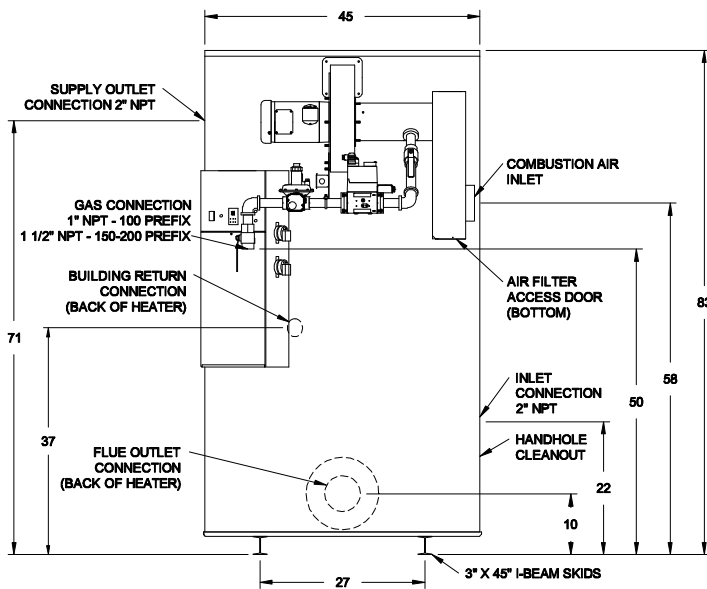 45
SUPPLY OUTLET
CONNECTION 2" NPT
COMBUSTION AIR
INLET
GAS CONNECTION
1" NPT - 100 PREFIX
1 1/2" NPT - 150-200 PREFIX
BUILDING RETURN
CONNECTION
(BACK OF HEATER)
AIR FILTER
ACCESS DOOR
(BOTTOM)
83
71
58
INLET
CONNECTION
2" NPT
50
37
HANDHOLE
CLEANOUT
FLUE OUTLET
CONNECTION
(BACK OF HEATER)
22
10
3" X 45" I-BEAM SKIDS
27